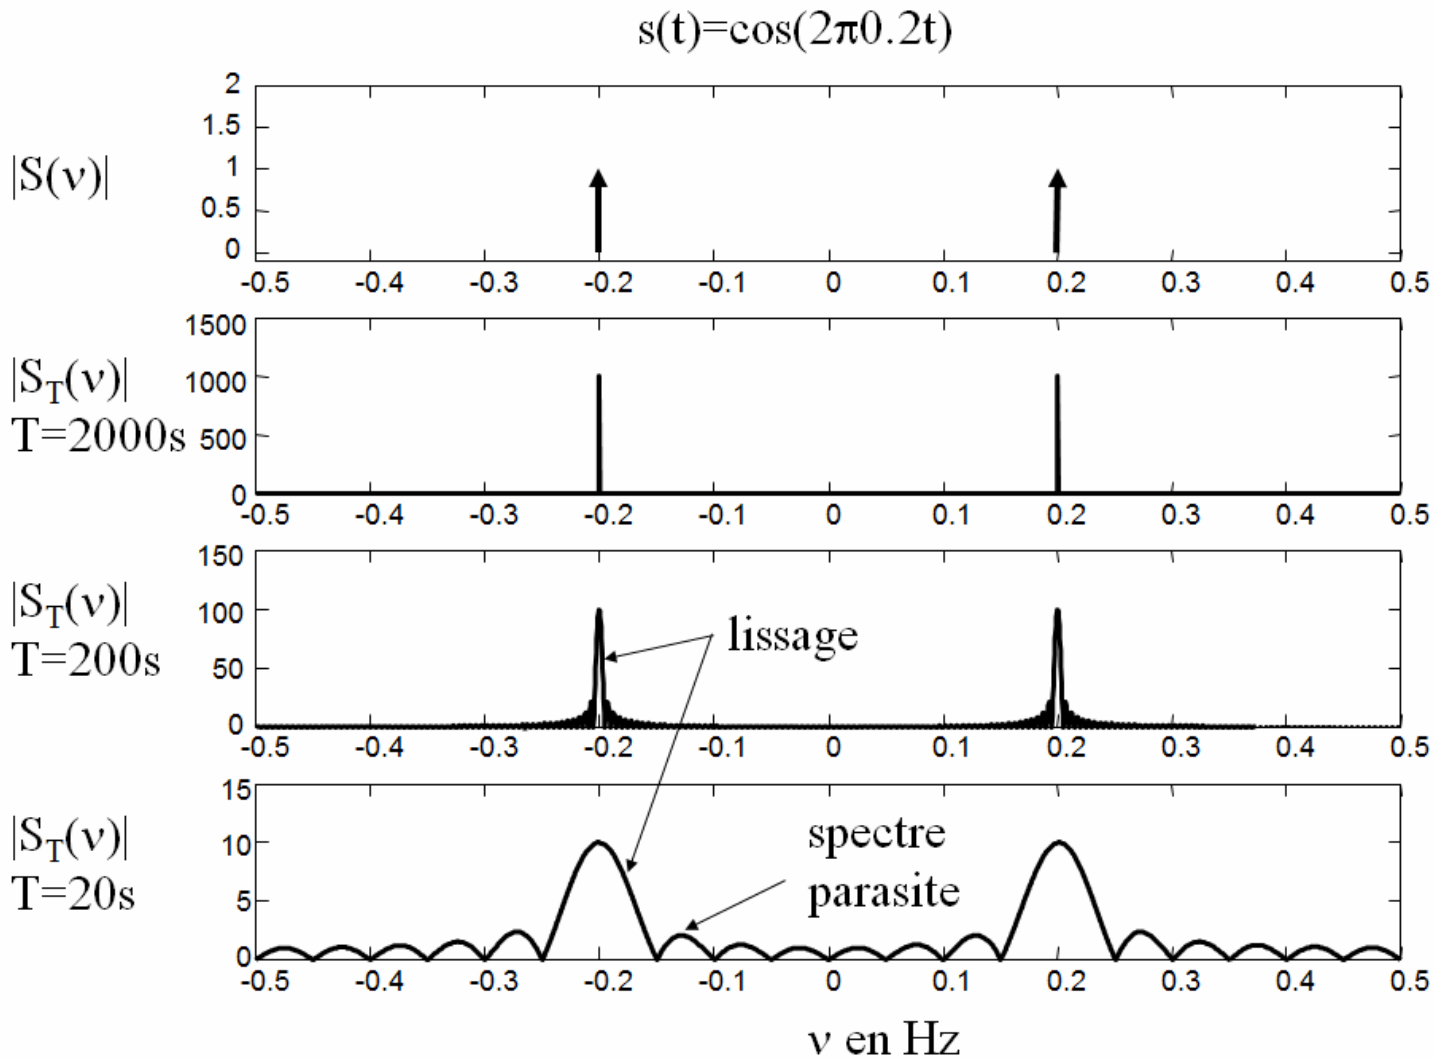 s(t)=cos(2π0.2t)
|S(ν)|
2
1.5
1
0.5
0
-0.5 -0.4 -0.3 -0.2 -0.1 0 0.1 0.2 0.3 0.4 0.5
|S_T(ν)|
T=2000s
1500
1000
500
0
-0.5 -0.4 -0.3 -0.2 -0.1 0 0.1 0.2 0.3 0.4 0.5
|S_T(ν)|
T=200s
150
100
50
0
lissage
-0.5 -0.4 -0.3 -0.2 -0.1 0 0.1 0.2 0.3 0.4 0.5
|S_T(ν)|
T=20s
15
10
5
0
spectre
parasite
-0.5 -0.4 -0.3 -0.2 -0.1 0 0.1 0.2 0.3 0.4 0.5
ν en Hz